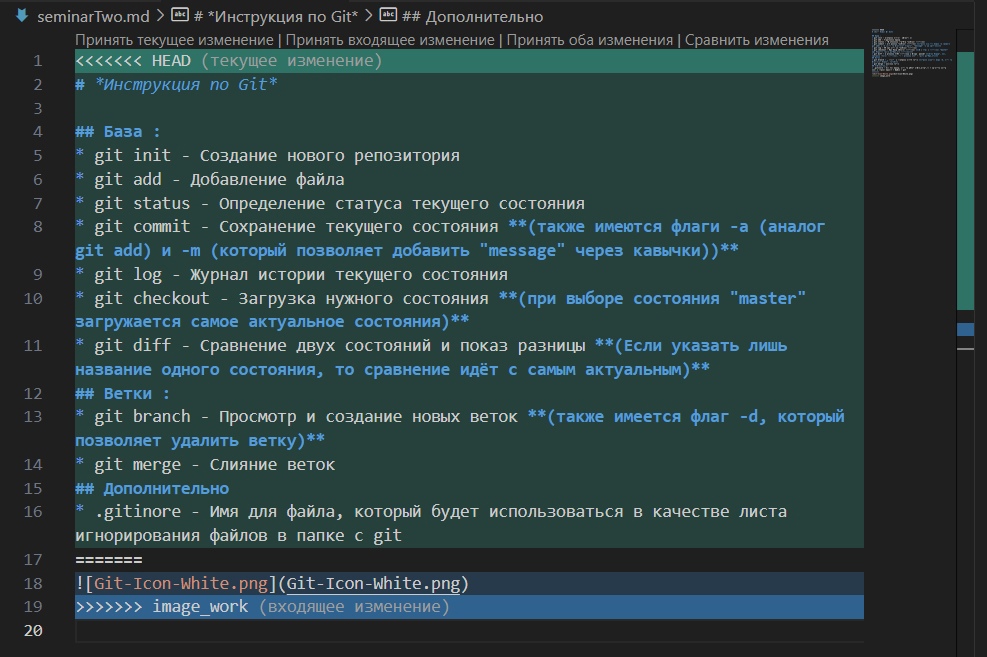 seminarTwo.md > # *Инструкция по Git* > ## Дополнительно
Принять текущее изменение | Принять входящее изменение | Принять оба изменения | Сравнить изменения
1 <<<<<<< HEAD (текущее изменение)
2 # *Инструкция по Git*
3
4 ## База :
5 * git init - Создание нового репозитория
6 * git add - Добавление файла
7 * git status - Определение статуса текущего состояния
8 * git commit - Сохранение текущего состояния **(также имеются флаги -a (аналог
git add) и -m (который позволяет добавить "message" через кавычки))**
9 * git log - Журнал истории текущего состояния
10 * git checkout - Загрузка нужного состояния **(при выборе состояния "master"
загружается самое актуальное состояния)**
11 * git diff - Сравнение двух состояний и показ разницы **(Если указать лишь
название одного состояния, то сравнение идёт с самым актуальным)**
12 ## Ветки :
13 * git branch - Просмотр и создание новых веток **(также имеется флаг -d, который
позволяет удалить ветку)**
14 * git merge - Слияние веток
15 ## Дополнительно
16 * .gitinore - Имя для файла, который будет использоваться в качестве листа
игнорирования файлов в папке с git
17 =======
18 ![Git-Icon-White.png](Git-Icon-White.png)
19 >>>>>>> image_work (входящее изменение)
20